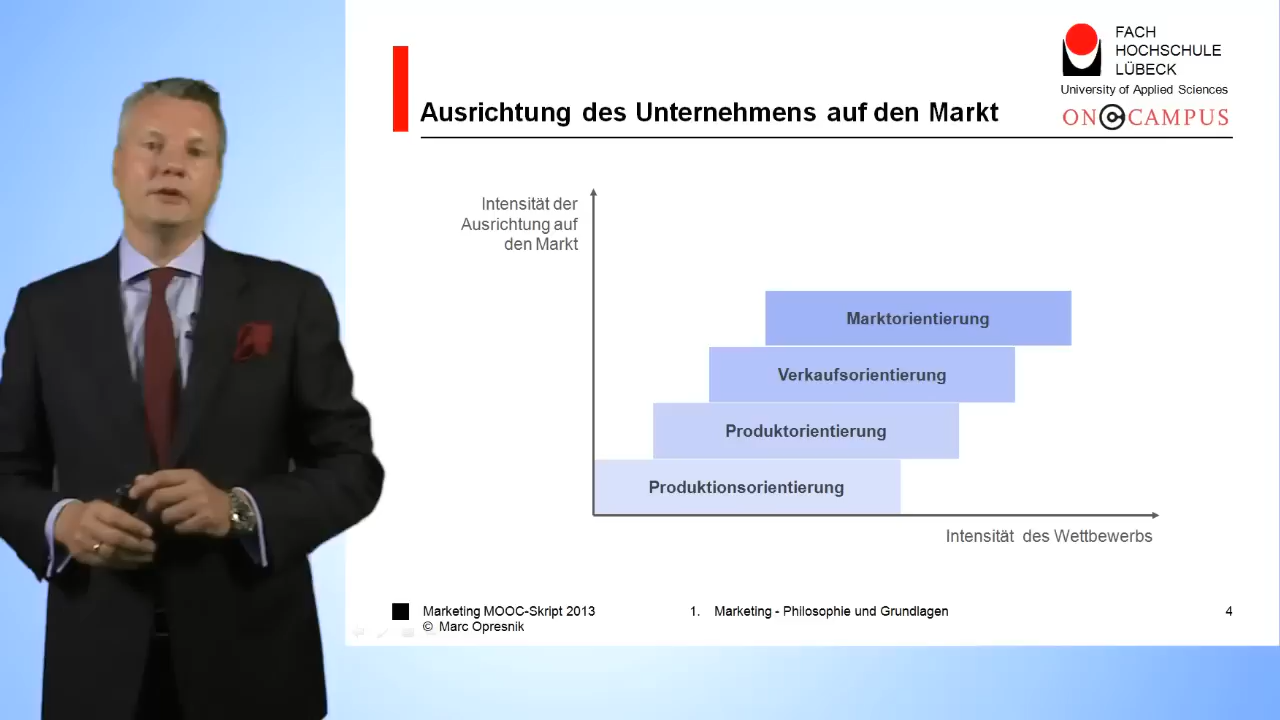 FACH
HOCHSCHULE
LÜBECK
University of Applied Sciences
ON CAMPUS
Ausrichtung des Unternehmens auf den Markt
Intensität der
Ausrichtung auf
den Markt
Marktorientierung
Verkaufsorientierung
Produktorientierung
Produktionsorientierung
Intensität des Wettbewerbs
Marketing MOOC-Skript 2013
© Marc Opresnik
1. Marketing - Philosophie und Grundlagen
4